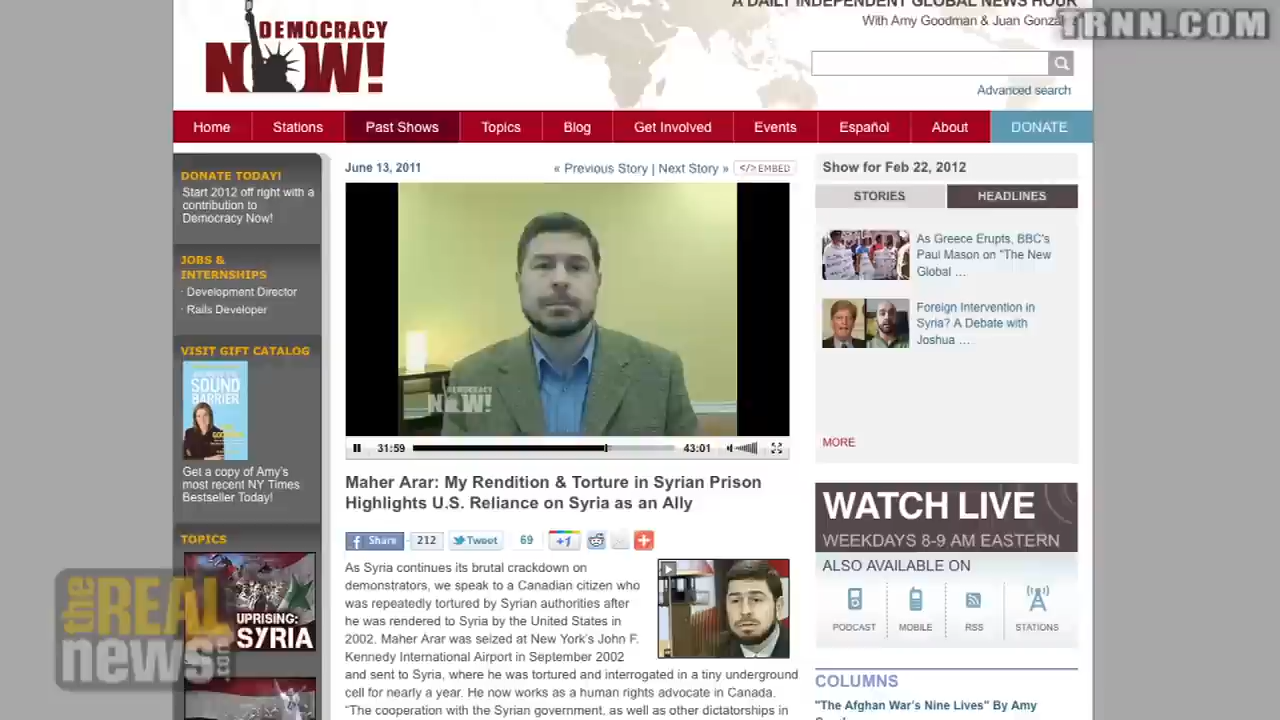 A DAILY INDEPENDENT GLOBAL NEWS HOUR
With Amy Goodman & Juan Gonzál
TRNN.COM
DEMOCRACY
NOW!
Advanced search
Home
Stations
Past Shows
Topics
Blog
Get Involved
Events
Español
About
DONATE
DONATE TODAY!
Start 2012 off right with a
contribution to
Democracy Now!
JOBS &
INTERNSHIPS
· Development Director
· Rails Developer
VISIT GIFT CATALOG
SOUND
BARRIER
Get a copy of Amy's
most recent NY Times
Bestseller Today!
TOPICS
UPRISING:
SYRIA
the REAL
news.com
June 13, 2011
« Previous Story | Next Story »
</> EMBED
DEMOCRACY
NOW!
31:59
43:01
Maher Arar: My Rendition & Torture in Syrian Prison
Highlights U.S. Reliance on Syria as an Ally
f Share
212
Tweet
69
+1
As Syria continues its brutal crackdown on
demonstrators, we speak to a Canadian citizen who
was repeatedly tortured by Syrian authorities after
he was rendered to Syria by the United States in
2002. Maher Arar was seized at New York's John F.
Kennedy International Airport in September 2002
and sent to Syria, where he was tortured and interrogated in a tiny underground
cell for nearly a year. He now works as a human rights advocate in Canada.
"The cooperation with the Syrian government, as well as other dictatorships in
Show for Feb 22, 2012
STORIES
HEADLINES
As Greece Erupts, BBC's
Paul Mason on "The New
Global ...
Foreign Intervention in
Syria? A Debate with
Joshua ...
MORE
WATCH LIVE
WEEKDAYS 8-9 AM EASTERN
ALSO AVAILABLE ON
PODCAST
MOBILE
RSS
STATIONS
COLUMNS
"The Afghan War's Nine Lives" By Amy